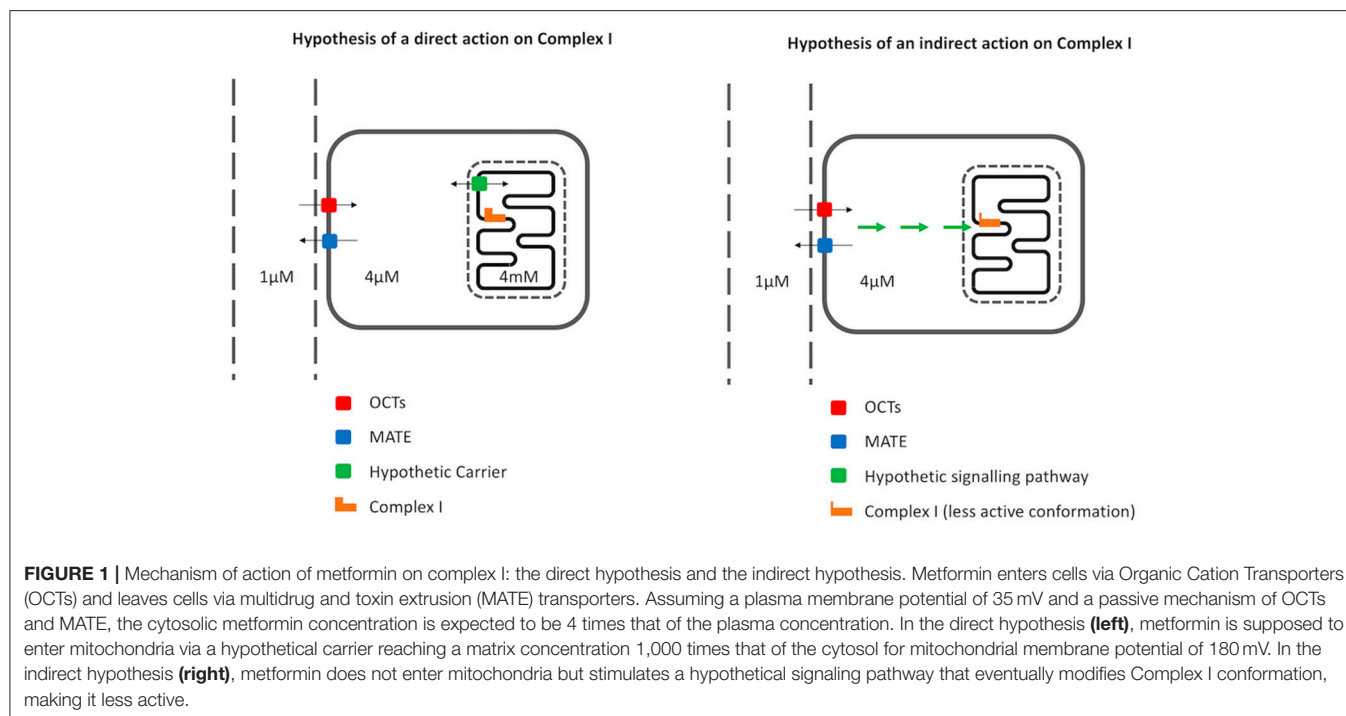 Hypothesis of a direct action on Complex I
1µM
4µM
4mM
OCTs
MATE
Hypothetic Carrier
Complex I
Hypothesis of an indirect action on Complex I
1µM
4µM
OCTs
MATE
Hypothetic signalling pathway
Complex I (less active conformation)
FIGURE 1 | Mechanism of action of metformin on complex I: the direct hypothesis and the indirect hypothesis. Metformin enters cells via Organic Cation Transporters
(OCTs) and leaves cells via multidrug and toxin extrusion (MATE) transporters. Assuming a plasma membrane potential of 35 mV and a passive mechanism of OCTs
and MATE, the cytosolic metformin concentration is expected to be 4 times that of the plasma concentration. In the direct hypothesis (left), metformin is supposed to
enter mitochondria via a hypothetical carrier reaching a matrix concentration 1,000 times that of the cytosol for mitochondrial membrane potential of 180 mV. In the
indirect hypothesis (right), metformin does not enter mitochondria but stimulates a hypothetical signaling pathway that eventually modifies Complex I conformation,
making it less active.